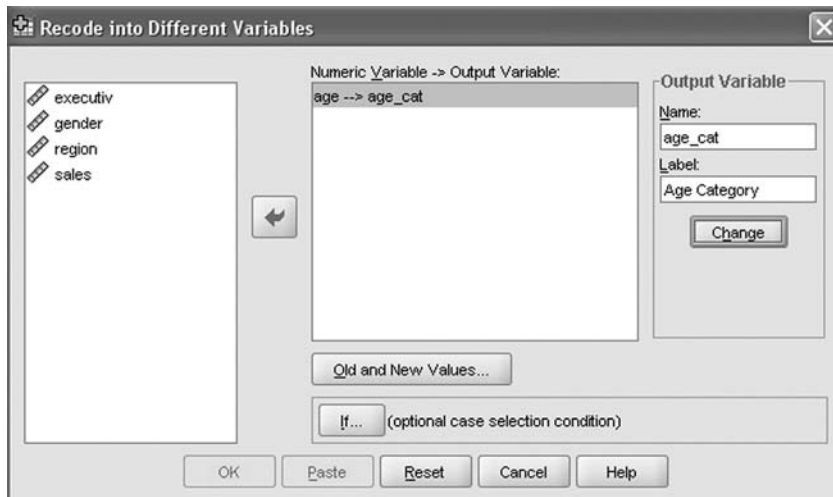 Recode into Different Variables
executiv
gender
region
sales
Numeric Variable -> Output Variable:
age --> age_cat
Output Variable
Name:
age_cat
Label:
Age Category
Change
Old and New Values...
If... (optional case selection condition)
OK Paste Reset Cancel Help